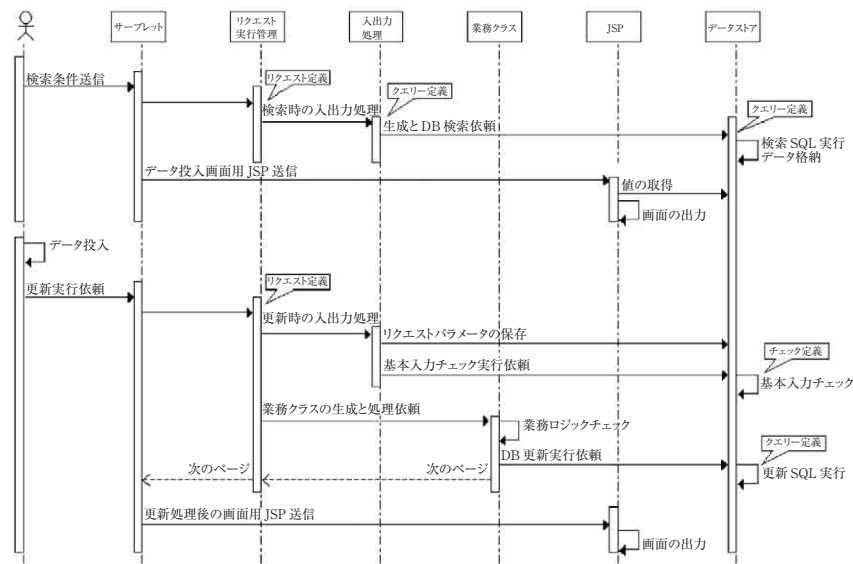 サーブレット
リクエスト
実行管理
入出力
処理
業務クラス
JSP
データストア
検索条件送信
リクエスト定義
検索時の入出力処理
クエリー定義
生成とDB 検索依頼
クエリー定義
検索 SQL 実行
データ格納
データ投入画面用 JSP 送信
値の取得
画面の出力
データ投入
更新実行依頼
リクエスト定義
更新時の入出力処理
リクエストパラメータの保存
基本入力チェック実行依頼
チェック定義
基本入力チェック
業務クラスの生成と処理依頼
業務ロジックチェック
DB 更新実行依頼
クエリー定義
更新 SQL 実行
次のページ
次のページ
更新処理後の画面用 JSP 送信
画面の出力